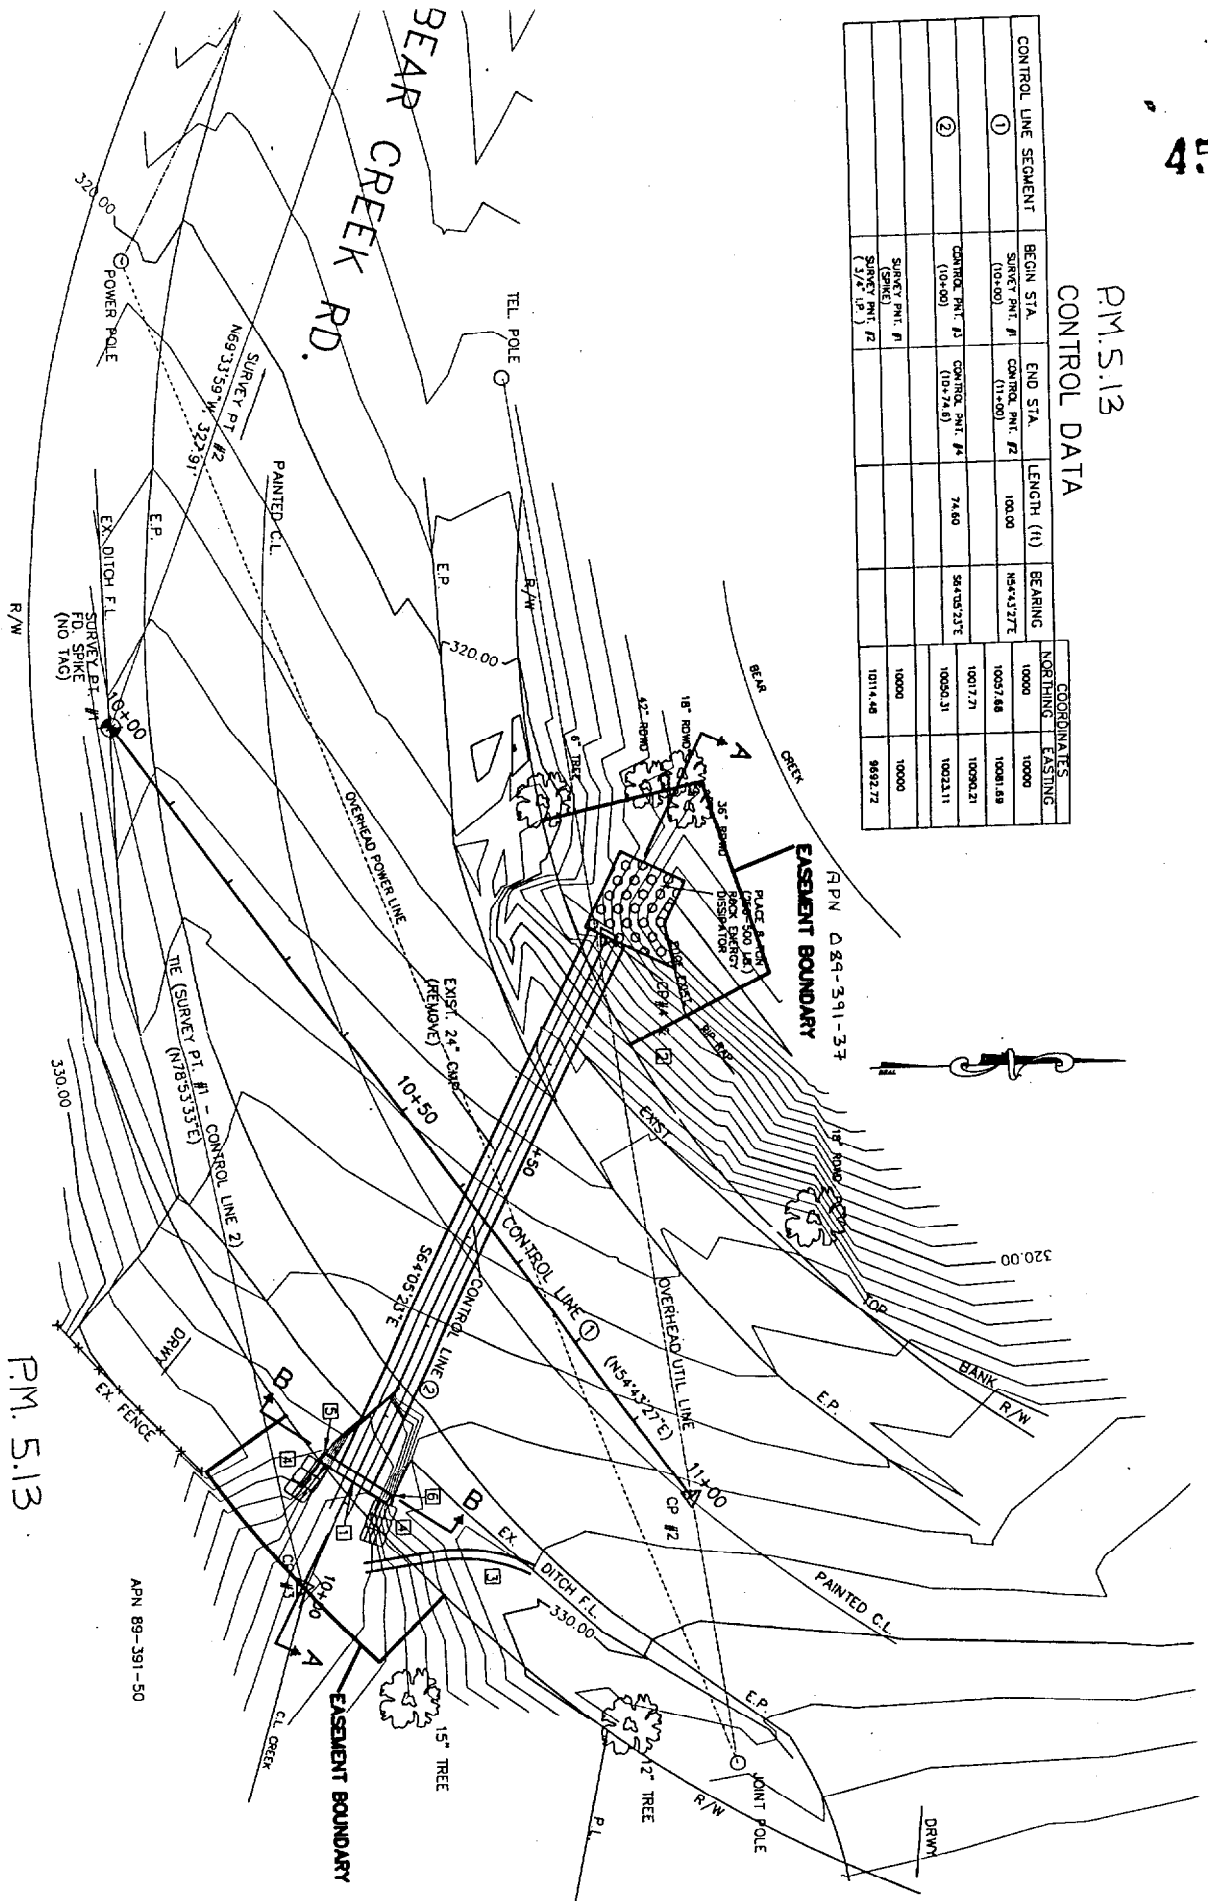 P.M. 5.13
CONTROL DATA
CONTROL LINE SEGMENT BEGIN STA. END STA. LENGTH (ft) BEARING COORDINATES
NORTHING EASTING
① SURVEY PNT. #1 CONTROL PNT. #2 100.00 N54°43'27"E 10000 10000
(10+00) (11+00) 10057.68 10081.69
② CONTROL PNT. #3 CONTROL PNT. #4 74.60 S64°05'23"E 10017.71 10090.21
(10+00) (10+74.6) 10050.31 10023.11
SURVEY PNT. #1 10000 10000
(SPIKE)
SURVEY PNT. #2 10114.48 9692.72
(3/4" I.P.)
BEAR CREEK RD.
320.00
POWER POLE
TEL. POLE
SURVEY PT #2
N69°33'59"W, 327.91'
PAINTED C.L.
E.P.
EX. DITCH F.L.
R/W
SURVEY PT. #1
FD. SPIKE
(NO TAG)
10+00
E.P.
R/W
320.00
BEAR
CREEK
18" RDWD
42" RDWD
6" TREE
36" RDWD
A
EASEMENT BOUNDARY
APN 089-391-37
PLACE 8-TON
ROCK ENERGY
DISSIPATOR
CP #4
2
RIP-RAP
EXIST.
TOP
BANK
18" RDWD
320.00
R/W
E.P.
OVERHEAD POWER LINE
EXIST. 24" CMP
(REMOVE)
TIE (SURVEY PT. #1 - CONTROL LINE 2)
(N78°53'33"E)
330.00
10+50
+50
CONTROL LINE ①
(N54°43'27"E)
OVERHEAD UTIL LINE
S64°05'23"E
CONTROL LINE ②
11+00
CP #2
PAINTED C.L.
DRWY
EX. FENCE
B
5
4
1
6
4
B
3
EX.
DITCH F.L.
330.00
E.P.
10+00
CP #3
A
C.L. CREEK
EASEMENT BOUNDARY
15" TREE
12" TREE
R/W
JOINT POLE
P.L.
DRWY
APN 89-391-50
P.M. 5.13